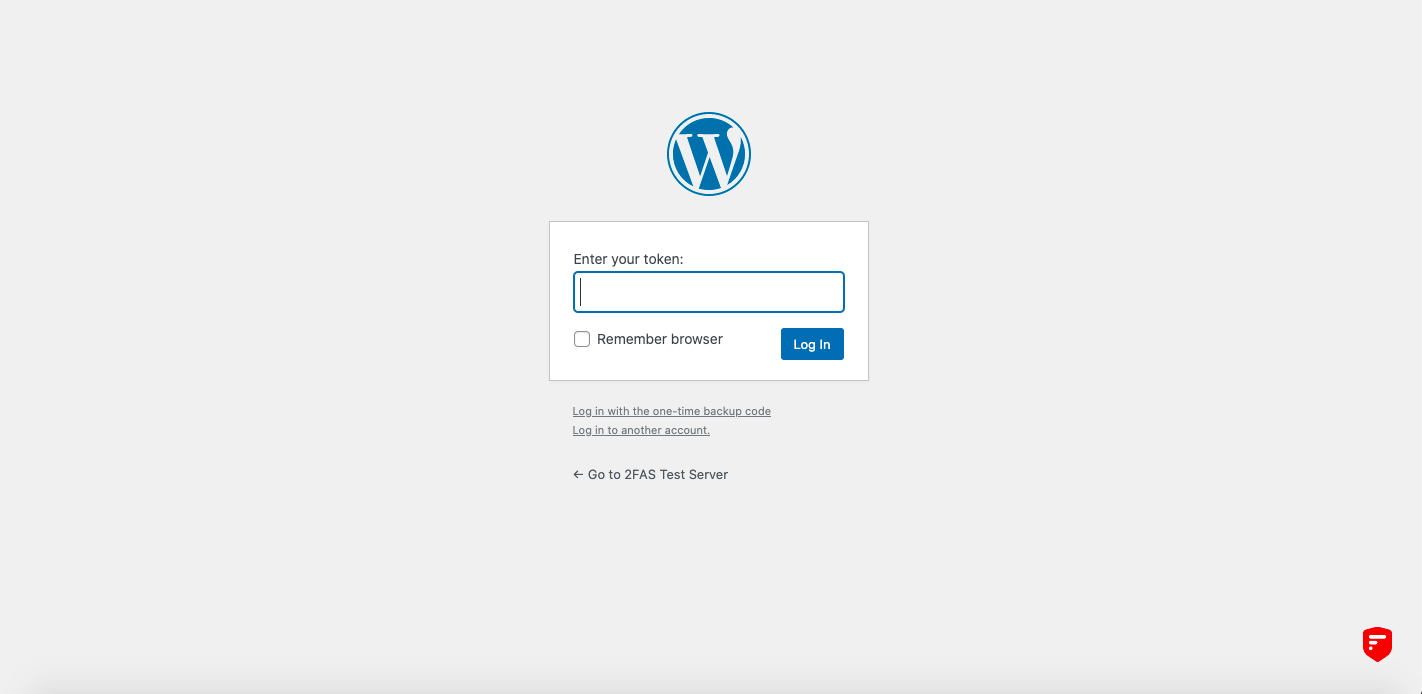 Enter your token:
Remember browser
Log In
Log in with the one-time backup code
Log in to another account.
← Go to 2FAS Test Server